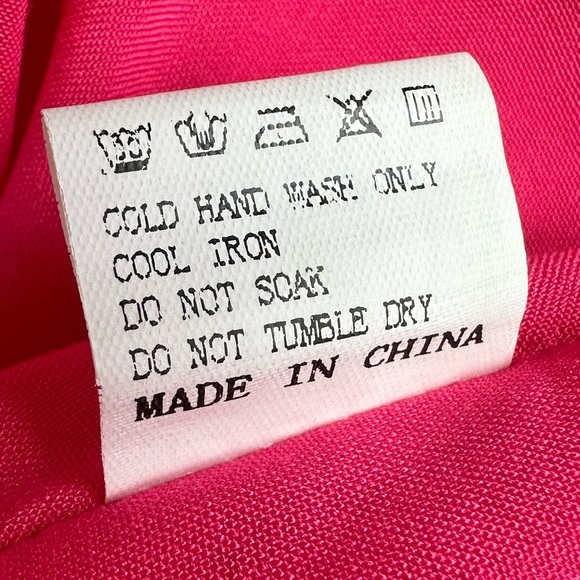 COLD HAND WASH ONLY
COOL IRON
DO NOT SOAK
DO NOT TUMBLE DRY
MADE IN CHINA